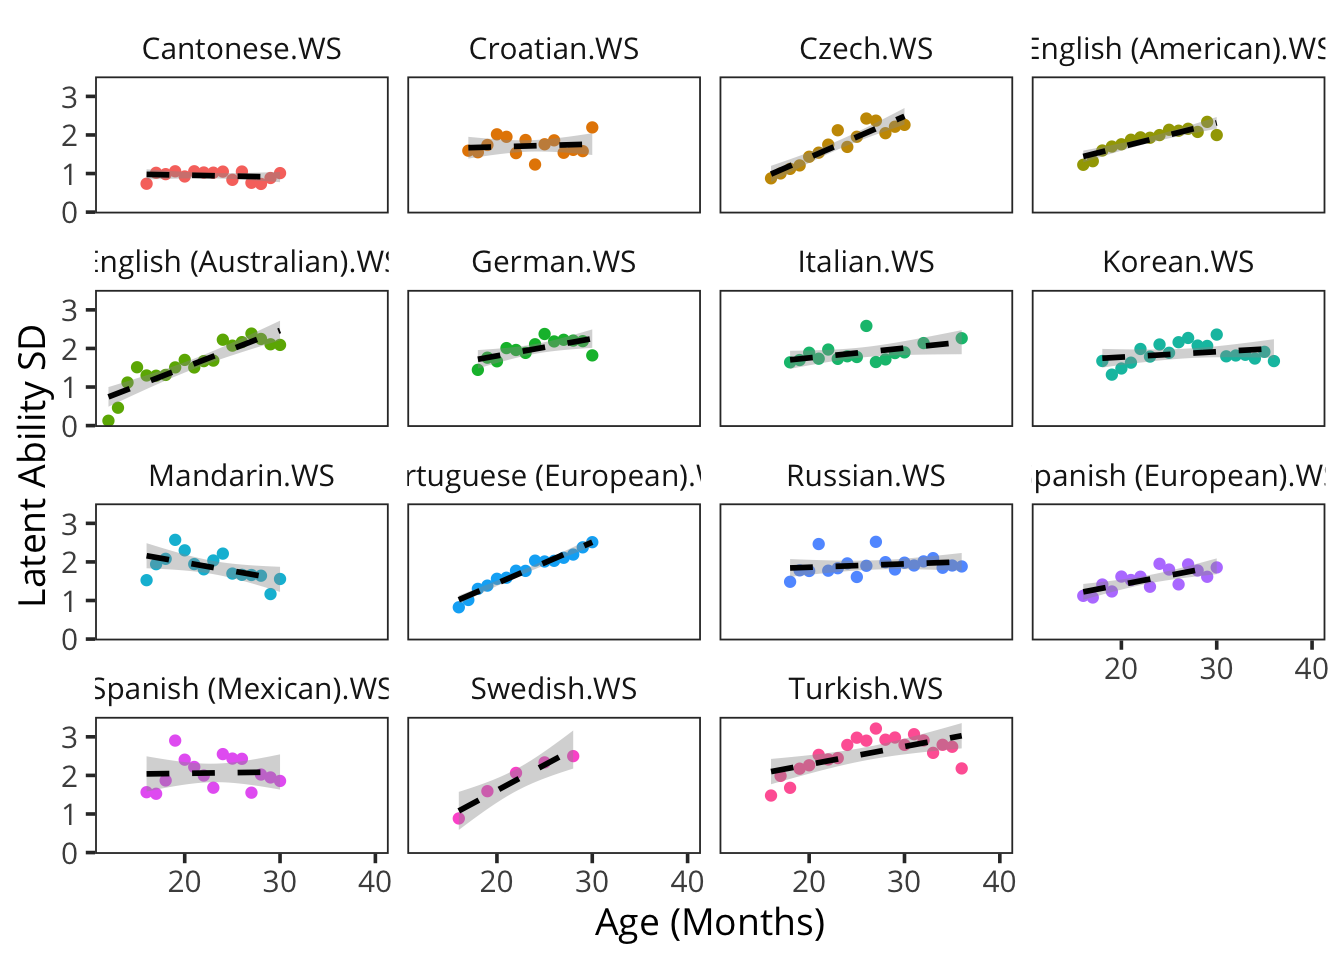 Cantonese.WS
Croatian.WS
Czech.WS
English (American).WS
3
2
1
0
English (Australian).WS
German.WS
Italian.WS
Korean.WS
3
2
1
0
Latent Ability SD
Mandarin.WS
rtuguese (European).
Russian.WS
panish (European).WS
3
2
1
0
20 30 40
Spanish (Mexican).WS
Swedish.WS
Turkish.WS
3
2
1
0
20 30 40
20 30 40
20 30 40
Age (Months)